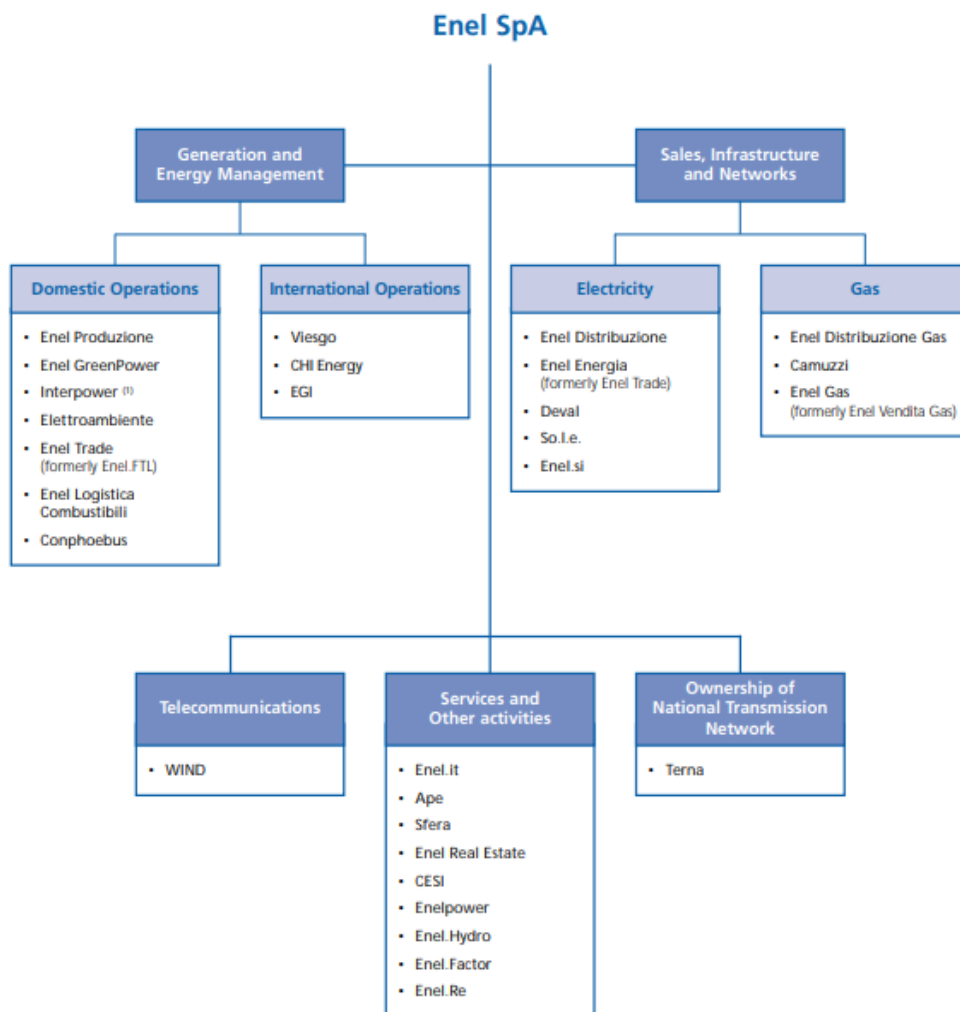 Enel SpA
Generation and
Energy Management
Sales, Infrastructure
and Networks
Domestic Operations
• Enel Produzione
• Enel GreenPower
• Interpower (1)
• Elettroambiente
• Enel Trade
(formerly Enel.FTL)
• Enel Logistica
Combustibili
• Conphoebus
International Operations
• Viesgo
• CHI Energy
• EGI
Electricity
• Enel Distribuzione
• Enel Energia
(formerly Enel Trade)
• Deval
• So.l.e.
• Enel.si
Gas
• Enel Distribuzione Gas
• Camuzzi
• Enel Gas
(formerly Enel Vendita Gas)
Telecommunications
• WIND
Services and
Other activities
• Enel.it
• Ape
• Sfera
• Enel Real Estate
• CESI
• Enelpower
• Enel.Hydro
• Enel.Factor
• Enel.Re
Ownership of
National Transmission
Network
• Terna